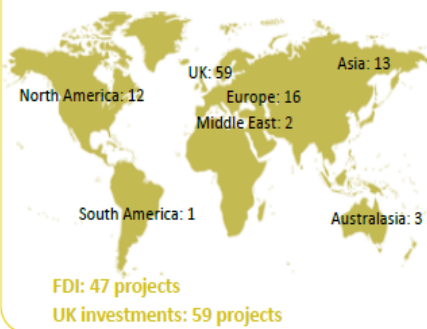 UK: 59
Asia: 13
North America: 12
Europe: 16
Middle East: 2
South America: 1
Australasia: 3
FDI: 47 projects
UK investments: 59 projects